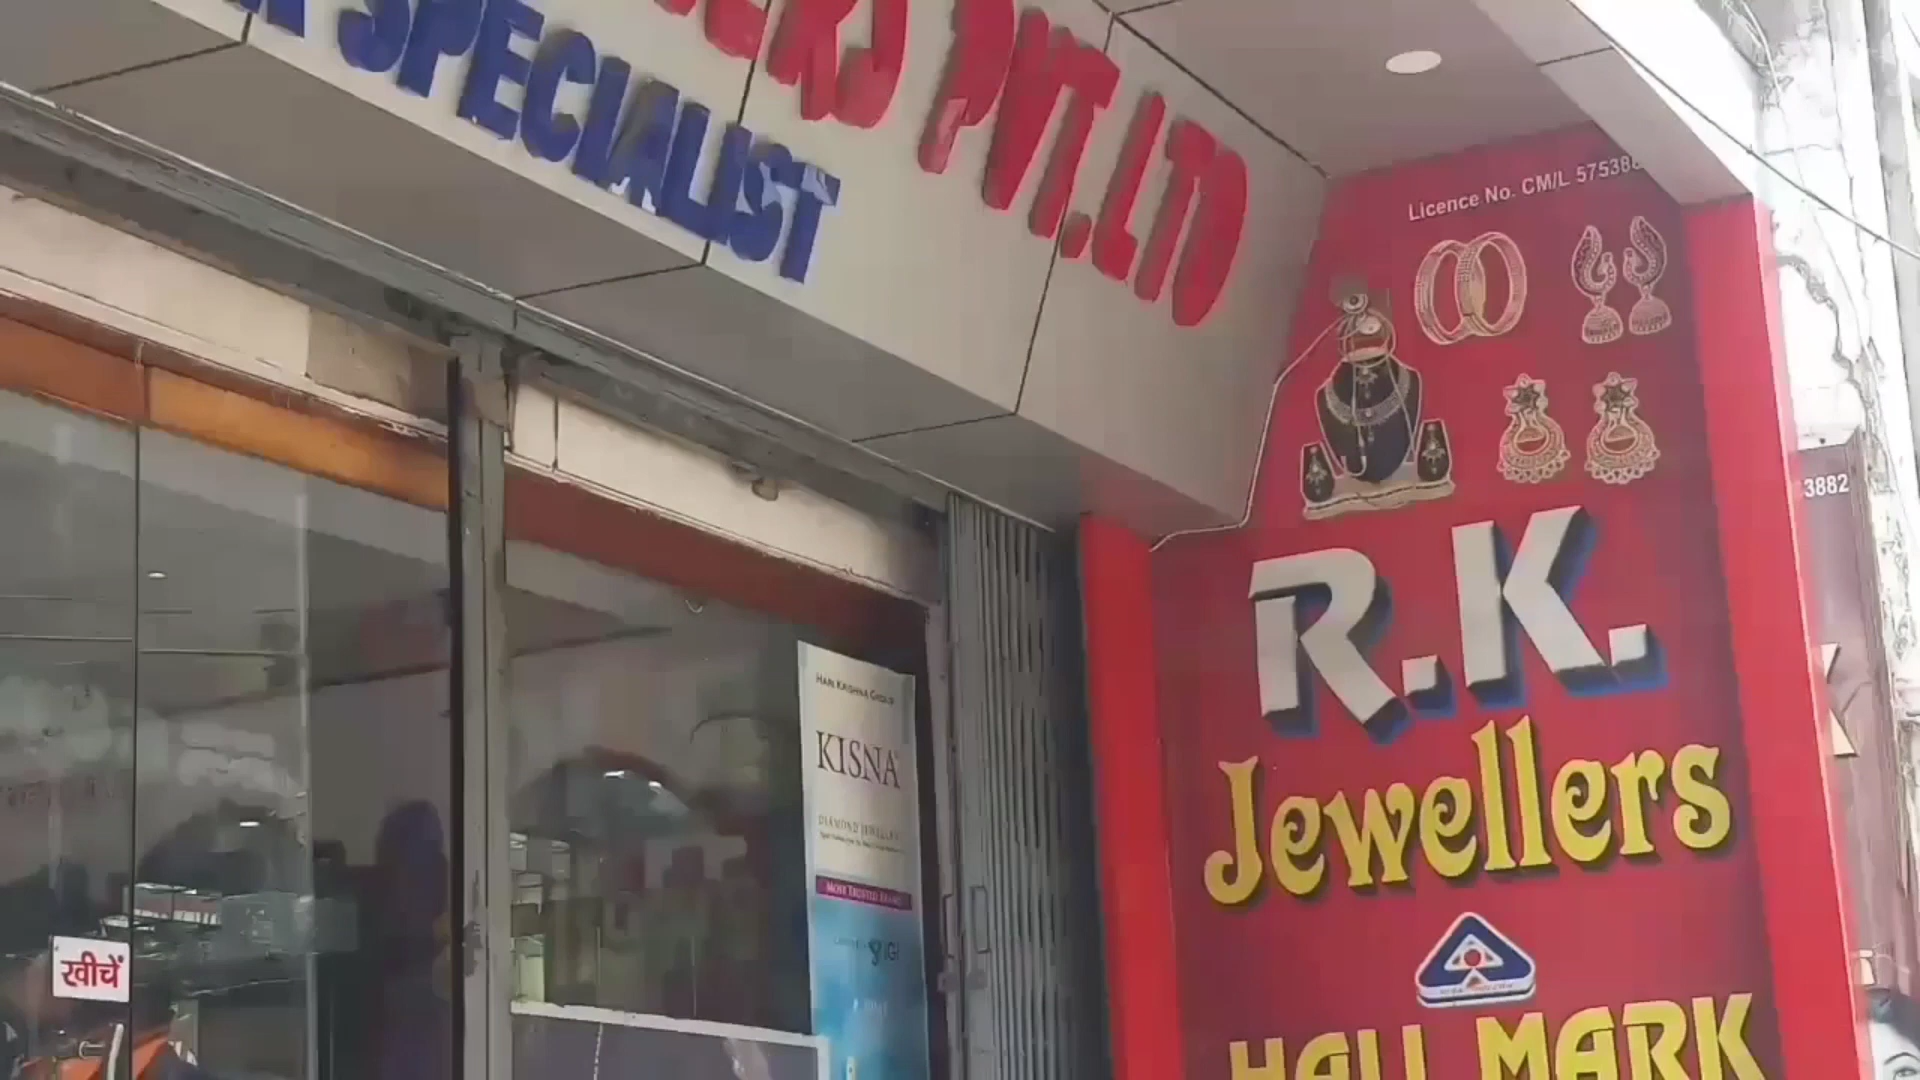 SPECIALIST
PVT.LTD
Licence No. CM/L
3882
R.K.
Jewellers
HALL MARK
HARI KRISHNA GROUP
KISNA
DIAMOND JEWELLERY
MOST TRUSTED BRAND
IGI
खीचें